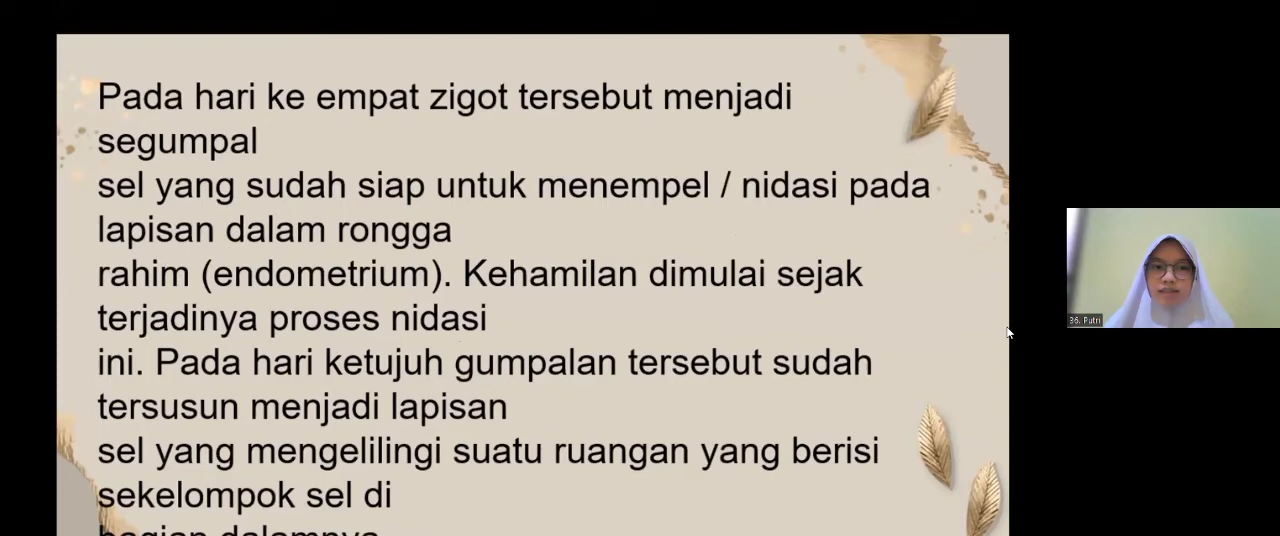 Pada hari ke empat zigot tersebut menjadi
segumpal
sel yang sudah siap untuk menempel / nidasi pada
lapisan dalam rongga
rahim (endometrium). Kehamilan dimulai sejak
terjadinya proses nidasi
ini. Pada hari ketujuh gumpalan tersebut sudah
tersusun menjadi lapisan
sel yang mengelilingi suatu ruangan yang berisi
sekelompok sel di
bagian dalamnya
36. Putri